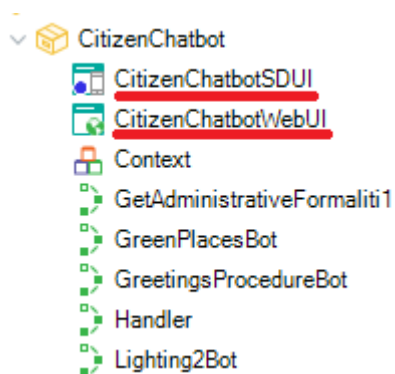 CitizenChatbot
CitizenChatbotSDUI
CitizenChatbotWebUI
Context
GetAdministrativeFormaliti1
GreenPlacesBot
GreetingsProcedureBot
Handler
Lighting2Bot